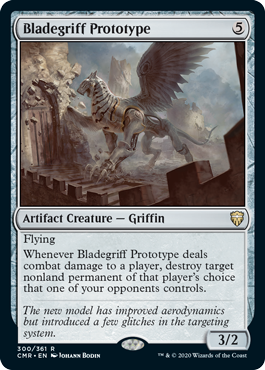 Bladegriff Prototype 5
Artifact Creature — Griffin
Flying
Whenever Bladegriff Prototype deals
combat damage to a player, destroy target
nonland permanent of that player's choice
that one of your opponents controls.
The new model has improved aerodynamics
but introduced a few glitches in the
targeting system.
3/2
300/361 R
CMR • EN Johann Bodin
™ & © 2020 Wizards of the Coast